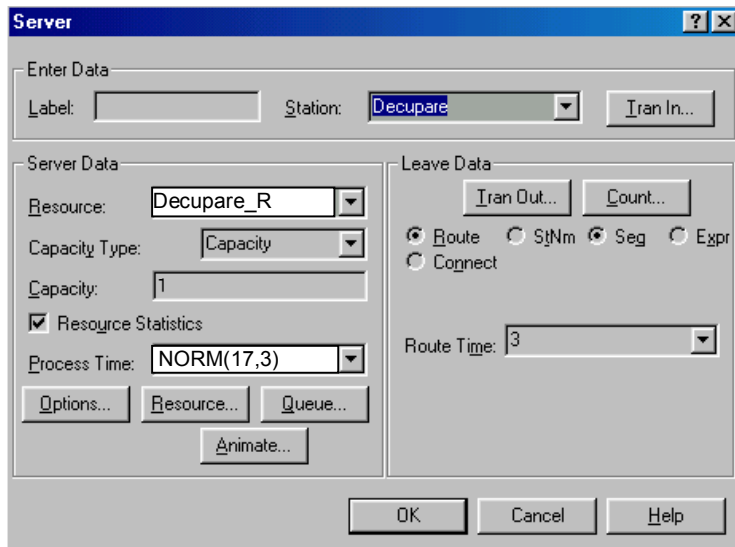 Server
Enter Data
Label:
Station: Decupare
Tran In...
Server Data
Resource: Decupare_R
Capacity Type: Capacity
Capacity: 1
Resource Statistics
Process Time: NORM(17,3)
Options... Resource... Queue...
Animate...
Leave Data
Tran Out... Count...
Route StNm Seg Expr
Connect
Route Time: 3
OK Cancel Help